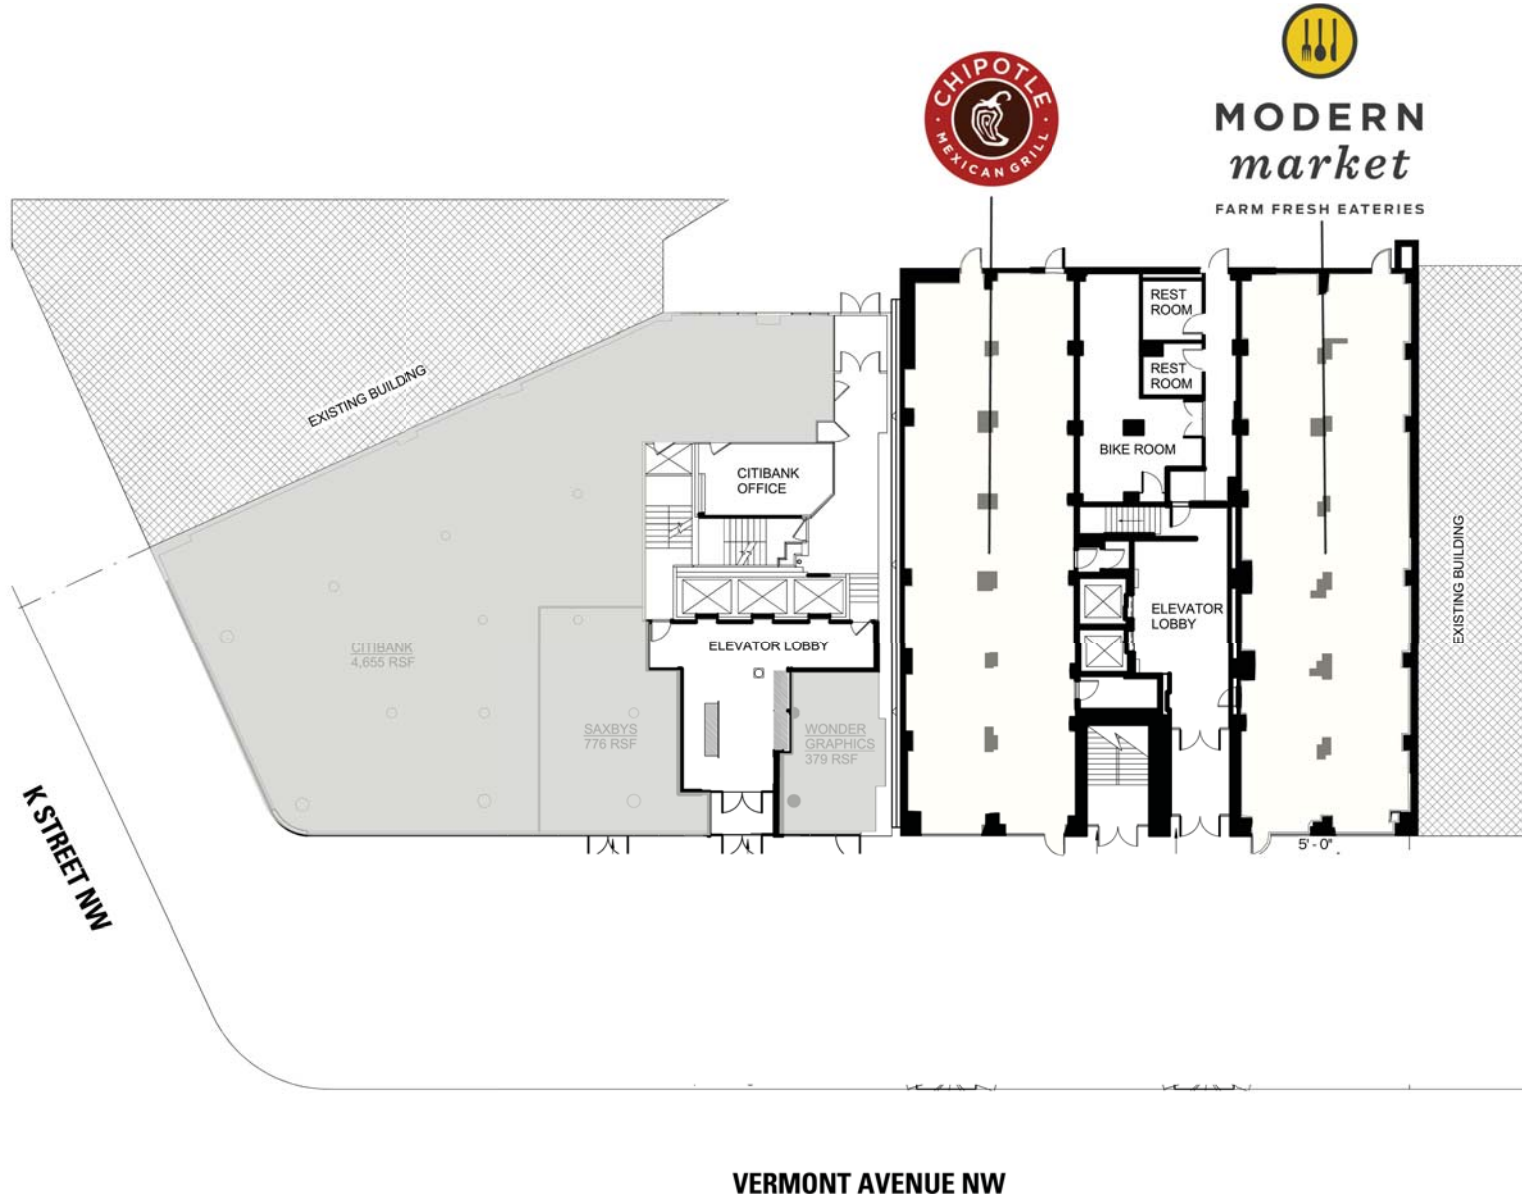 CHIPOTLE
MEXICAN GRILL
MODERN
market
FARM FRESH EATERIES
EXISTING BUILDING
REST
ROOM
REST
ROOM
BIKE ROOM
CITIBANK
OFFICE
ELEVATOR LOBBY
ELEVATOR
LOBBY
EXISTING BUILDING
CITIBANK
4,655 RSF
SAXBYS
776 RSF
WONDER
GRAPHICS
379 RSF
5' - 0"
K STREET NW
VERMONT AVENUE NW